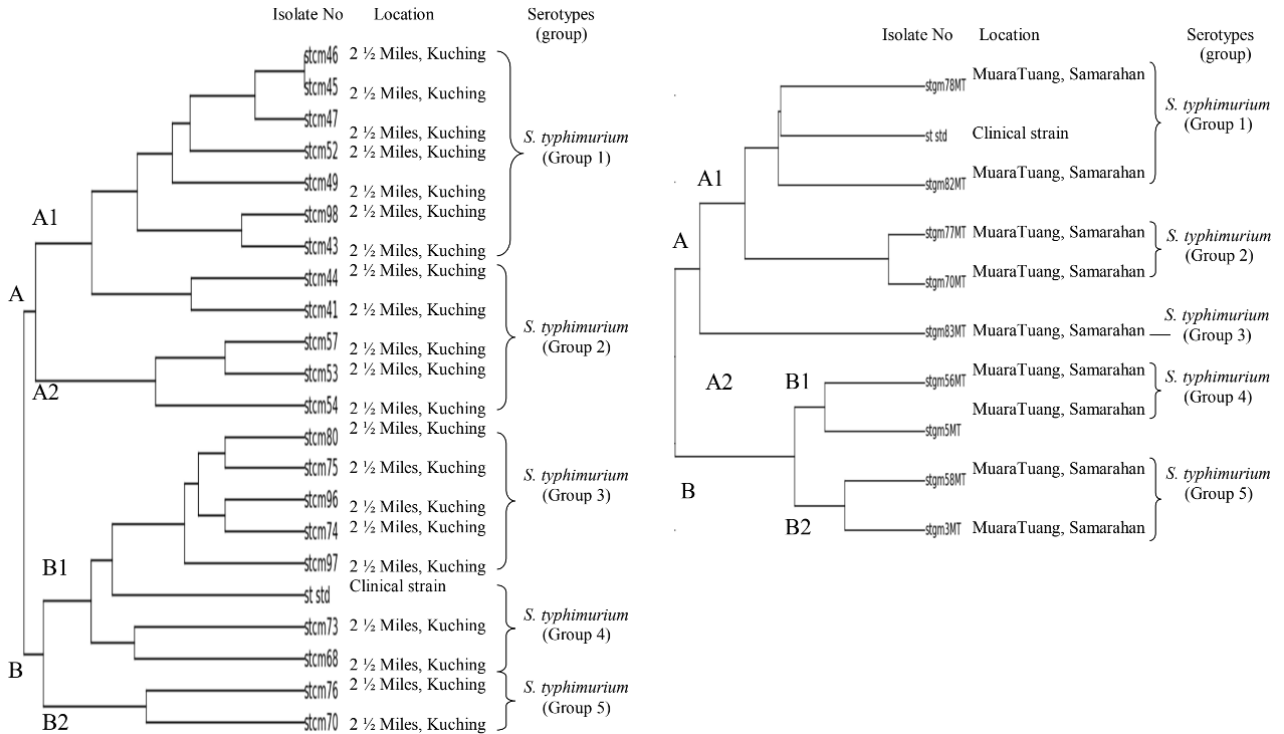 Isolate No Location Serotypes
(group)
stcm46 2 ½ Miles, Kuching
stcm45 2 ½ Miles, Kuching
stcm47 2 ½ Miles, Kuching
stcm52 2 ½ Miles, Kuching
stcm49 2 ½ Miles, Kuching
stcm98 2 ½ Miles, Kuching
stcm43 2 ½ Miles, Kuching
S. typhimurium
(Group 1)
stcm44 2 ½ Miles, Kuching
stcm41 2 ½ Miles, Kuching
stcm57 2 ½ Miles, Kuching
stcm53 2 ½ Miles, Kuching
stcm54 2 ½ Miles, Kuching
S. typhimurium
(Group 2)
stcm80 2 ½ Miles, Kuching
stcm75 2 ½ Miles, Kuching
stcm96 2 ½ Miles, Kuching
stcm74 2 ½ Miles, Kuching
stcm97 2 ½ Miles, Kuching
S. typhimurium
(Group 3)
st std Clinical strain
stcm73 2 ½ Miles, Kuching
stcm68 2 ½ Miles, Kuching
S. typhimurium
(Group 4)
stcm76 2 ½ Miles, Kuching
stcm70 2 ½ Miles, Kuching
S. typhimurium
(Group 5)
A1
A
A2
B1
B
B2
Isolate No Location Serotypes
(group)
stgm78MT MuaraTuang, Samarahan
st std Clinical strain
stgm82MT MuaraTuang, Samarahan
S. typhimurium
(Group 1)
stgm77MT MuaraTuang, Samarahan
stgm70MT MuaraTuang, Samarahan
S. typhimurium
(Group 2)
stgm83MT MuaraTuang, Samarahan
S. typhimurium
(Group 3)
stgm56MT MuaraTuang, Samarahan
stgm5MT MuaraTuang, Samarahan
S. typhimurium
(Group 4)
stgm58MT MuaraTuang, Samarahan
stgm3MT MuaraTuang, Samarahan
S. typhimurium
(Group 5)
A1
A
A2
B1
B
B2